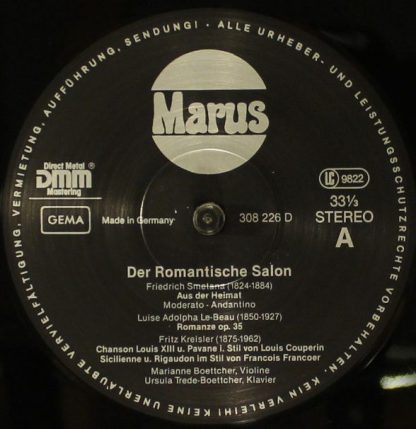 KEINE UNERLAUBTE VERVIELFÄLTIGUNG, VERMIETUNG, AUFFÜHRUNG, SENDUNG! - ALLE URHEBER- UND LEISTUNGSSCHUTZRECHTE VORBEHALTEN. KEIN VERLEIH!
Marus
Direct Metal ®
DMM
Mastering
LC 9822
GEMA
Made in Germany
308 226 D
33⅓
STEREO
A
Der Romantische Salon
Friedrich Smetana (1824-1884)
Aus der Heimat
Moderato - Andantino
Luise Adolpha Le-Beau (1850-1927)
Romanze op. 35
Fritz Kreisler (1875-1962)
Chanson Louis XIII u. Pavane i. Stil von Louis Couperin
Sicilienne u. Rigaudon im Stil von Francois Francoer
Marianne Boettcher, Violine
Ursula Trede-Boettcher, Klavier